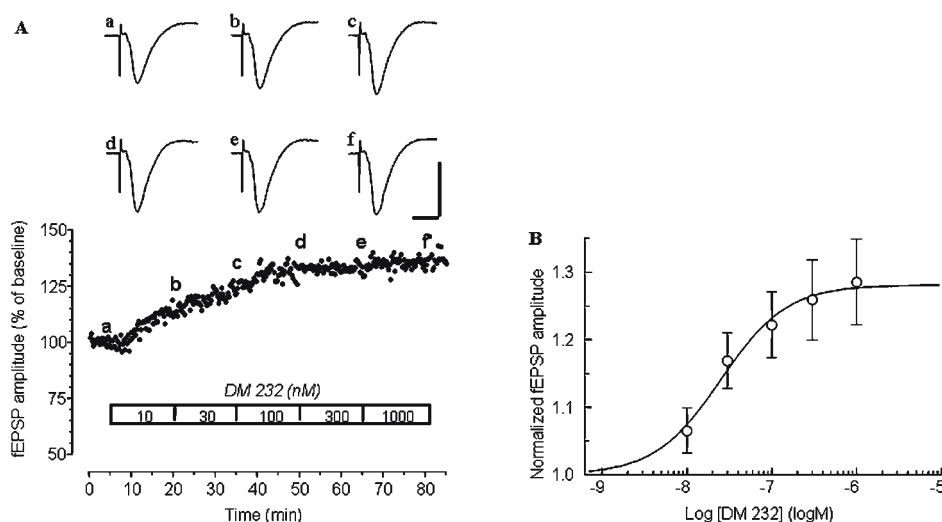 A
a b c
d e f
fEPSP amplitude (% of baseline)
150
125
100
75
50
a b c d e f
DM 232 (nM)
10 30 100 300 1000
0 10 20 30 40 50 60 70 80
Time (min)
B
Normalized fEPSP amplitude
1.3
1.2
1.1
1.0
-9 -8 -7 -6 -5
Log [DM 232] (logM)